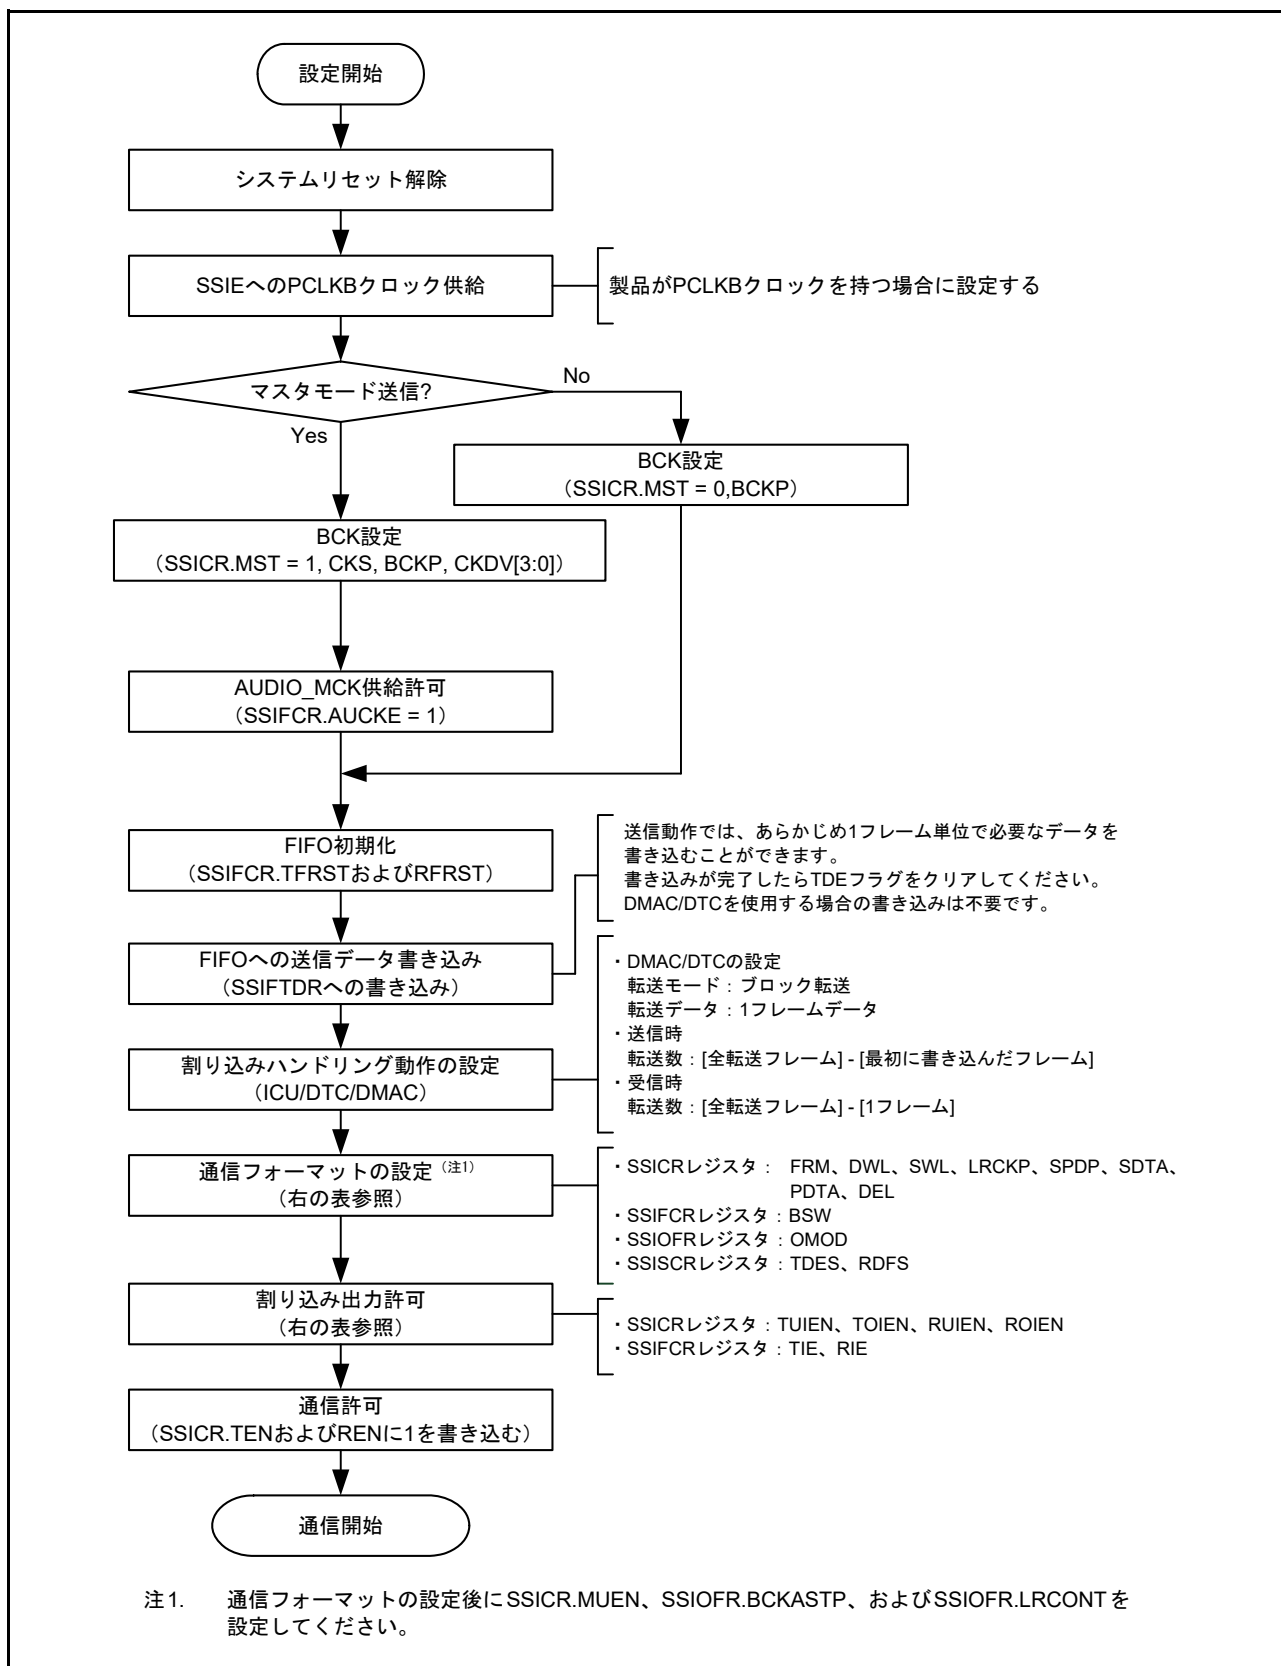 設定開始
システムリセット解除
SSIEへのPCLKBクロック供給
製品がPCLKBクロックを持つ場合に設定する
マスタモード送信?
No
Yes
BCK設定
（SSICR.MST = 0,BCKP）
BCK設定
（SSICR.MST = 1, CKS, BCKP, CKDV[3:0]）
AUDIO_MCK供給許可
（SSIFCR.AUCKE = 1）
FIFO初期化
（SSIFCR.TFRSTおよびRFRST）
送信動作では、あらかじめ1フレーム単位で必要なデータを
書き込むことができます。
書き込みが完了したらTDEフラグをクリアしてください。
DMAC/DTCを使用する場合の書き込みは不要です。
FIFOへの送信データ書き込み
（SSIFTDRへの書き込み）
・DMAC/DTCの設定
転送モード：ブロック転送
転送データ：1フレームデータ
・送信時
転送数：[全転送フレーム] - [最初に書き込んだフレーム]
・受信時
転送数：[全転送フレーム] - [1フレーム]
割り込みハンドリング動作の設定
（ICU/DTC/DMAC）
通信フォーマットの設定（注1）
（右の表参照）
・SSICRレジスタ： FRM、DWL、SWL、LRCKP、SPDP、SDTA、
PDTA、DEL
・SSIFCRレジスタ：BSW
・SSIOFRレジスタ：OMOD
・SSISCRレジスタ：TDES、RDFS
割り込み出力許可
（右の表参照）
・SSICRレジスタ：TUIEN、TOIEN、RUIEN、ROIEN
・SSIFCRレジスタ：TIE、RIE
通信許可
（SSICR.TENおよびRENに1を書き込む）
通信開始
注1. 通信フォーマットの設定後にSSICR.MUEN、SSIOFR.BCKASTP、およびSSIOFR.LRCONTを
設定してください。